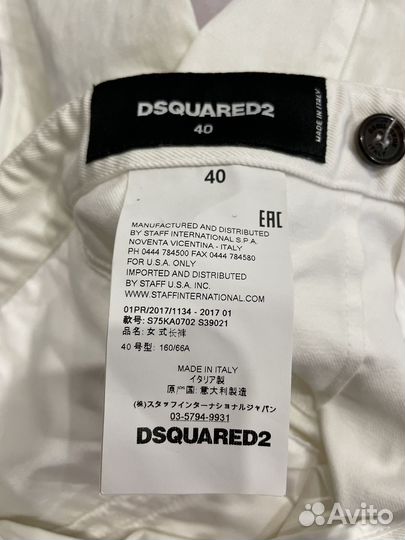 DSQUARED2
40
MADE IN ITALY
40
EAC
MANUFACTURED AND DISTRIBUTED
BY STAFF INTERNATIONAL S.P.A.
NOVENTA VICENTINA - ITALY
PH 0444 784500 FAX 0444 784580
FOR U.S.A. ONLY
IMPORTED AND DISTRIBUTED
BY STAFF U.S.A. INC.
WWW.STAFFINTERNATIONAL.COM
01PR/2017/1134 - 2017 01
款号: S75KA0702 S39021
品名: 女式长裤
40 号型: 160/66A
MADE IN ITALY
イタリア製
原产国:意大利製造
(株)スタッフインターナショナルジャパン
03-5794-9931
DSQUARED2
Avito